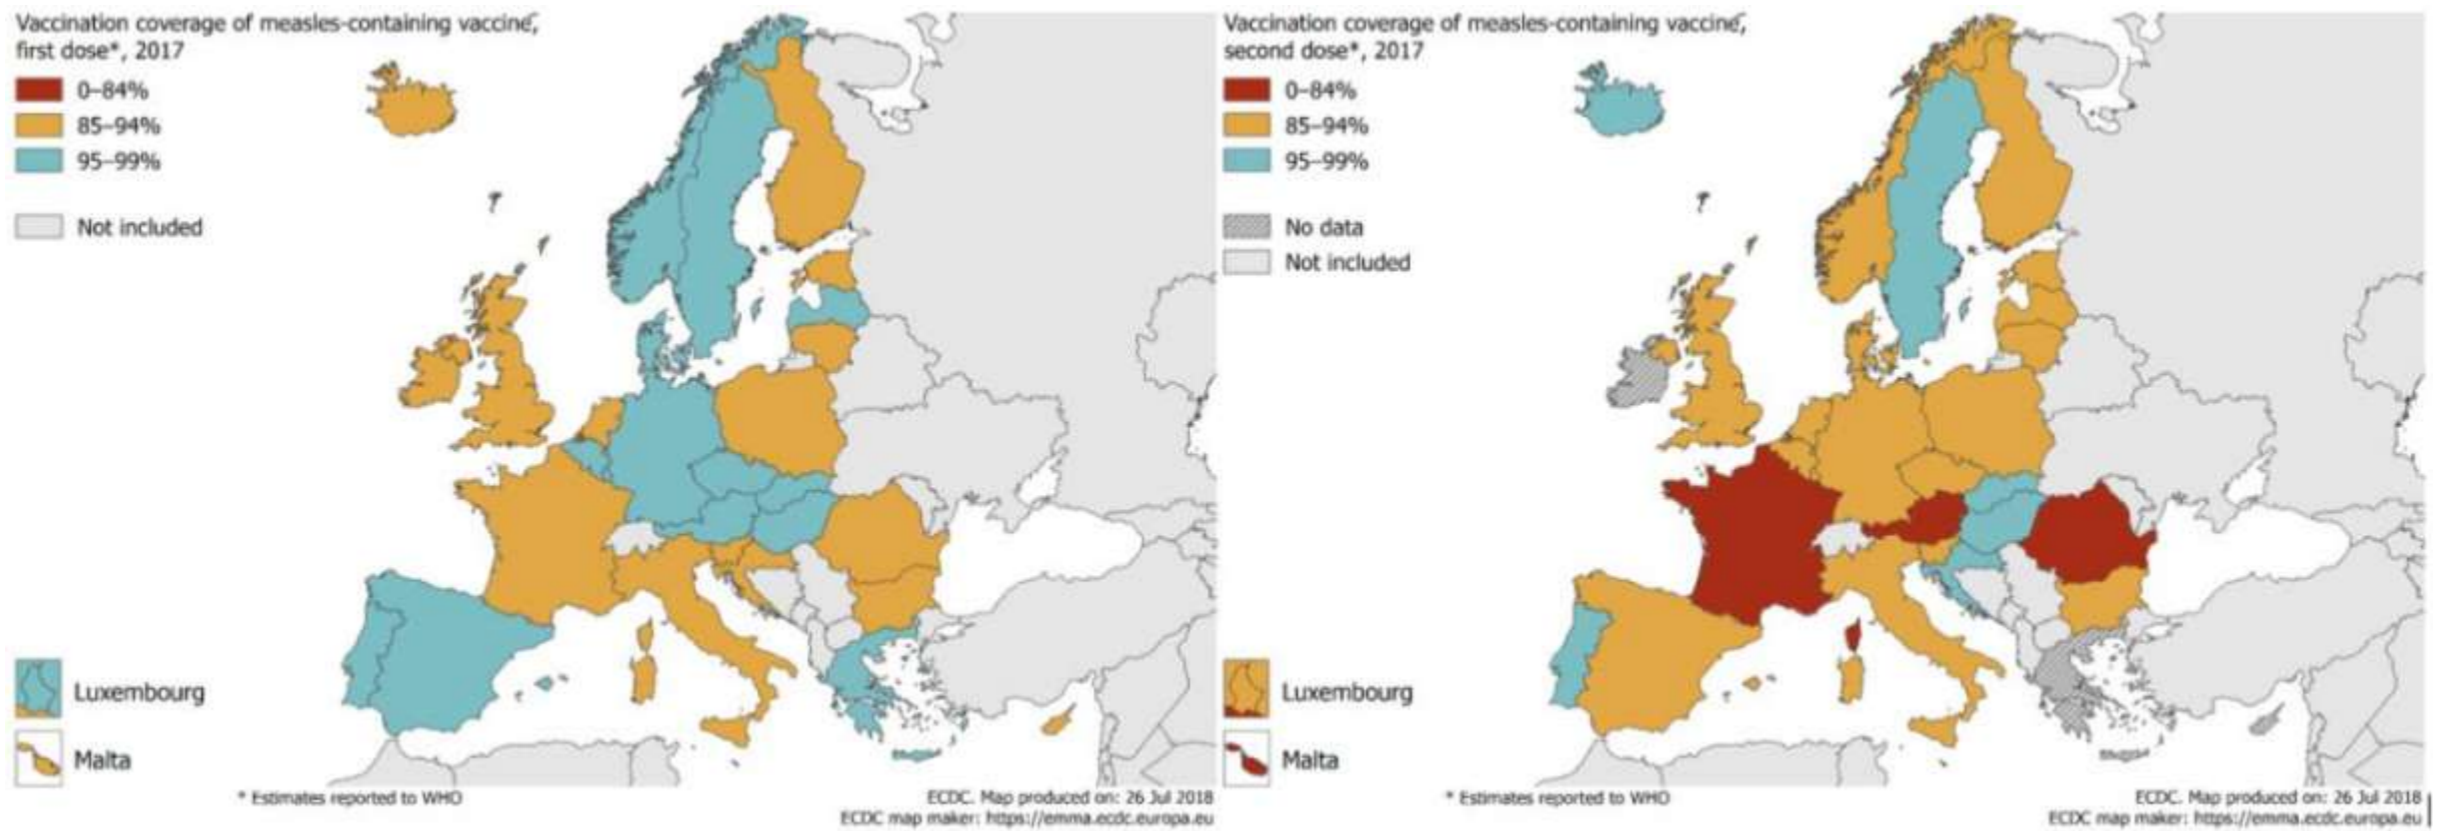 Vaccination coverage of measles-containing vaccine,
first dose*, 2017
0–84%
85–94%
95–99%
Not included
Luxembourg
Malta
* Estimates reported to WHO
ECDC. Map produced on: 26 Jul 2018
ECDC map maker: https://emma.ecdc.europa.eu
Vaccination coverage of measles-containing vaccine,
second dose*, 2017
0–84%
85–94%
95–99%
No data
Not included
Luxembourg
Malta
* Estimates reported to WHO
ECDC. Map produced on: 26 Jul 2018
ECDC map maker: https://emma.ecdc.europa.eu